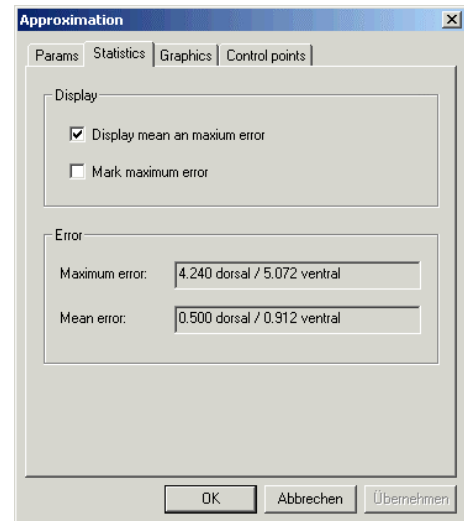 Approximation
Params Statistics Graphics Control points
Display
Display mean an maxium error
Mark maximum error
Error
Maximum error: 4.240 dorsal / 5.072 ventral
Mean error: 0.500 dorsal / 0.912 ventral
OK Abbrechen Übernehmen